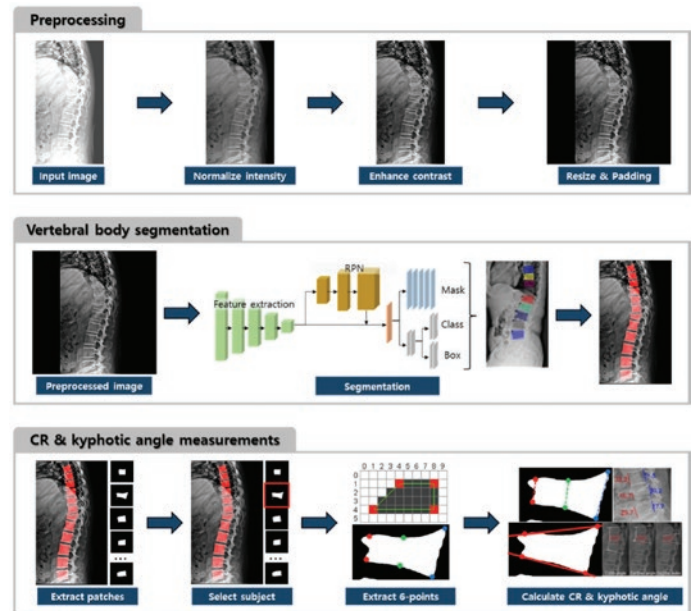 Preprocessing
Input image
Normalize intensity
Enhance contrast
Resize & Padding
Vertebral body segmentation
Preprocessed image
Feature extraction
RPN
Mask
Class
Box
Segmentation
CR & kyphotic angle measurements
Extract patches
Select subject
0 1 2 3 4 5 6 7 8 9
0
1
2
3
4
5
Extract 6-points
Calculate CR & kyphotic angle